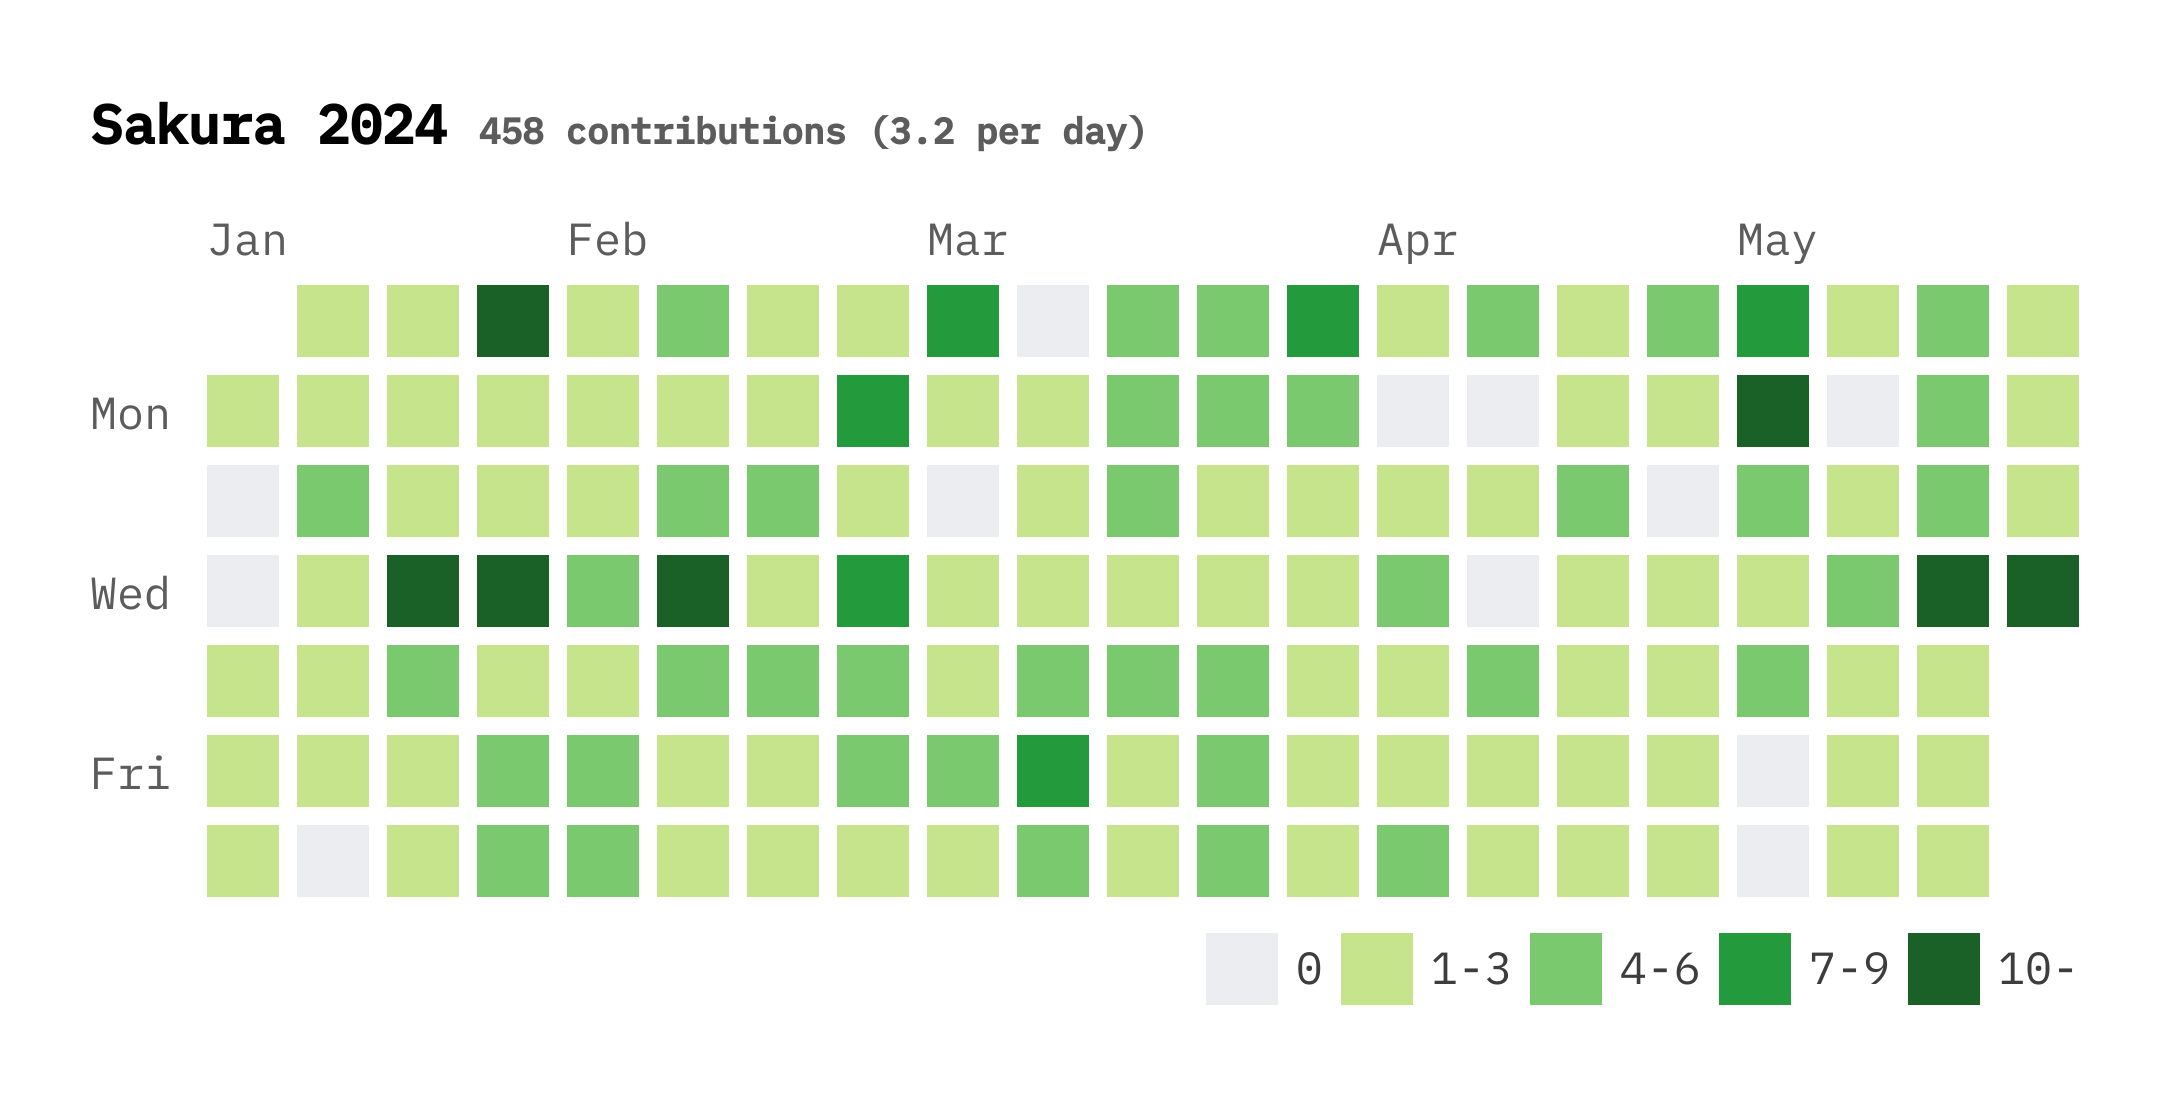 Sakura 2024 458 contributions (3.2 per day)
Jan Feb Mar Apr May
Mon
Wed
Fri
0 1-3 4-6 7-9 10-